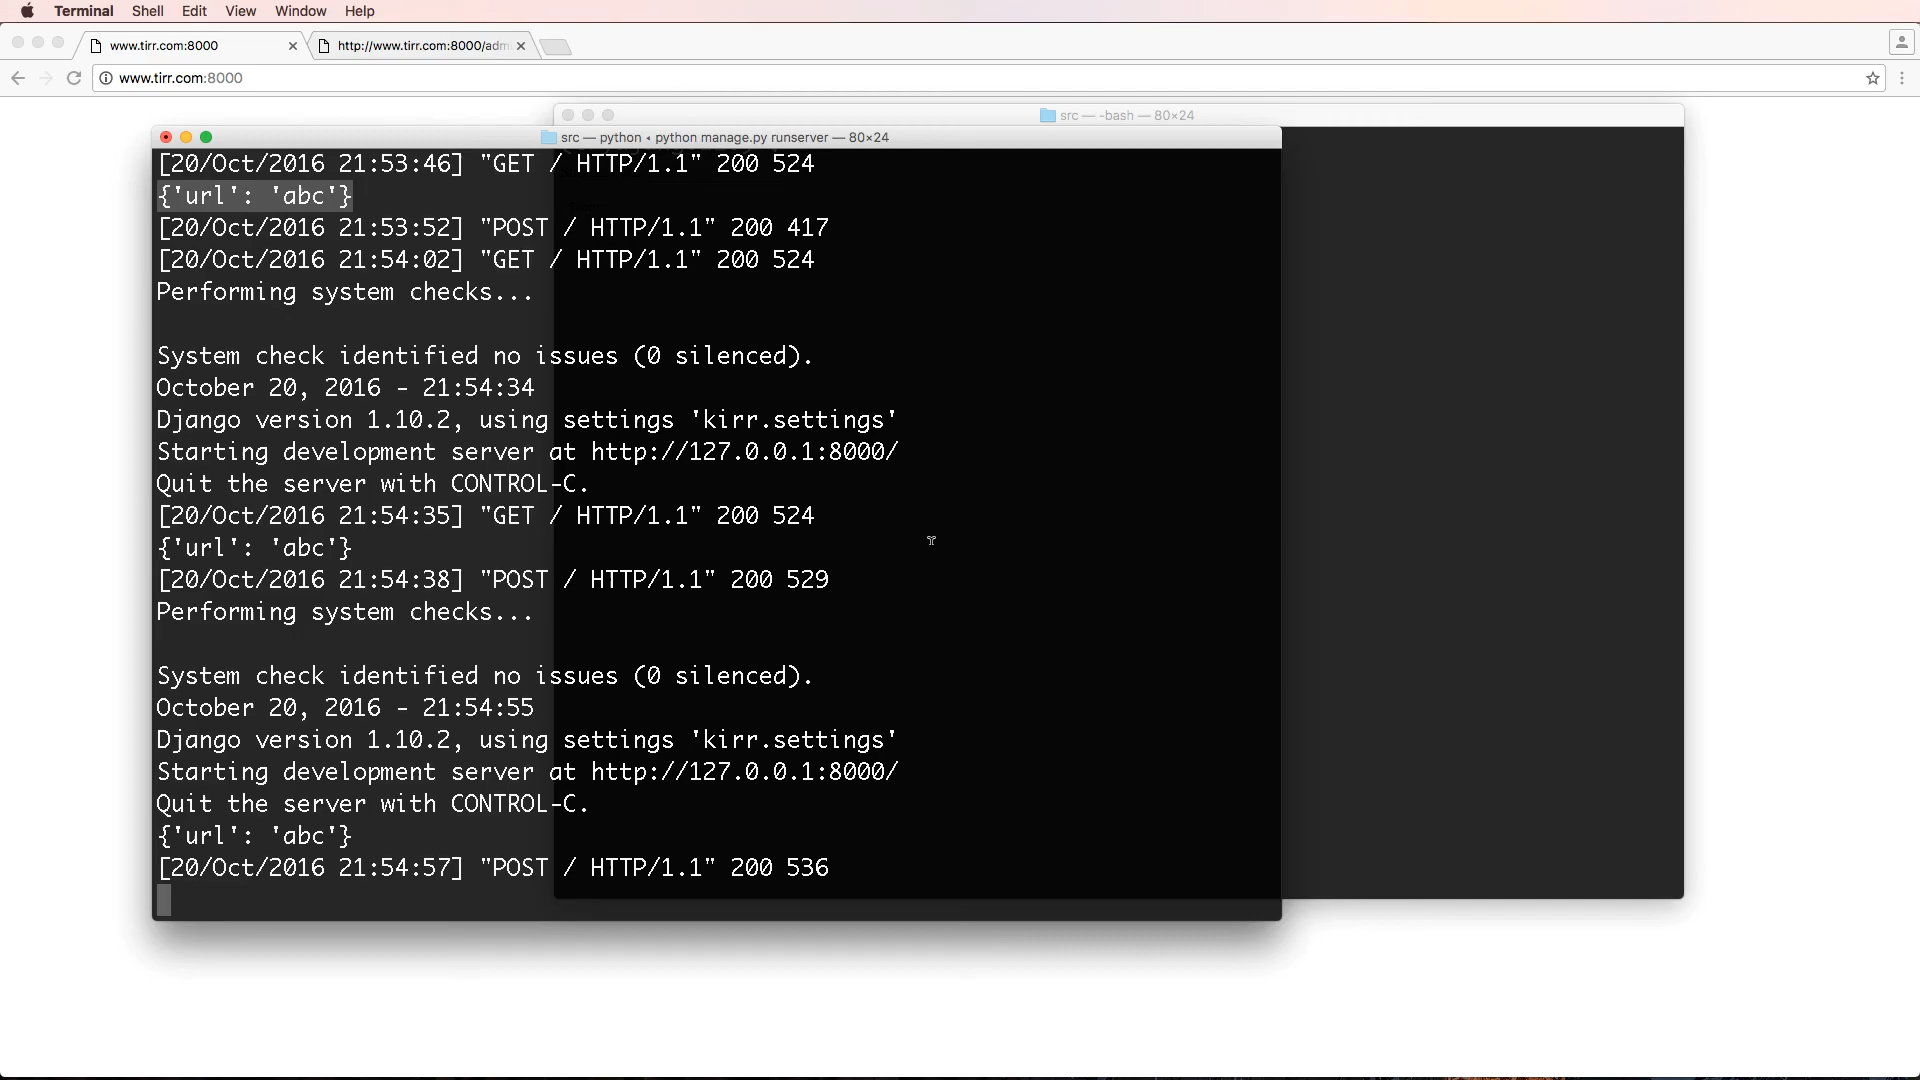 Terminal Shell Edit View Window Help
www.tirr.com:8000 http://www.tirr.com:8000/adm
www.tirr.com:8000
src — -bash — 80×24
src — python ◂ python manage.py runserver — 80×24
[20/Oct/2016 21:53:46] "GET / HTTP/1.1" 200 524
{'url': 'abc'}
[20/Oct/2016 21:53:52] "POST / HTTP/1.1" 200 417
[20/Oct/2016 21:54:02] "GET / HTTP/1.1" 200 524
Performing system checks...
System check identified no issues (0 silenced).
October 20, 2016 - 21:54:34
Django version 1.10.2, using settings 'kirr.settings'
Starting development server at http://127.0.0.1:8000/
Quit the server with CONTROL-C.
[20/Oct/2016 21:54:35] "GET / HTTP/1.1" 200 524
{'url': 'abc'}
[20/Oct/2016 21:54:38] "POST / HTTP/1.1" 200 529
Performing system checks...
System check identified no issues (0 silenced).
October 20, 2016 - 21:54:55
Django version 1.10.2, using settings 'kirr.settings'
Starting development server at http://127.0.0.1:8000/
Quit the server with CONTROL-C.
{'url': 'abc'}
[20/Oct/2016 21:54:57] "POST / HTTP/1.1" 200 536